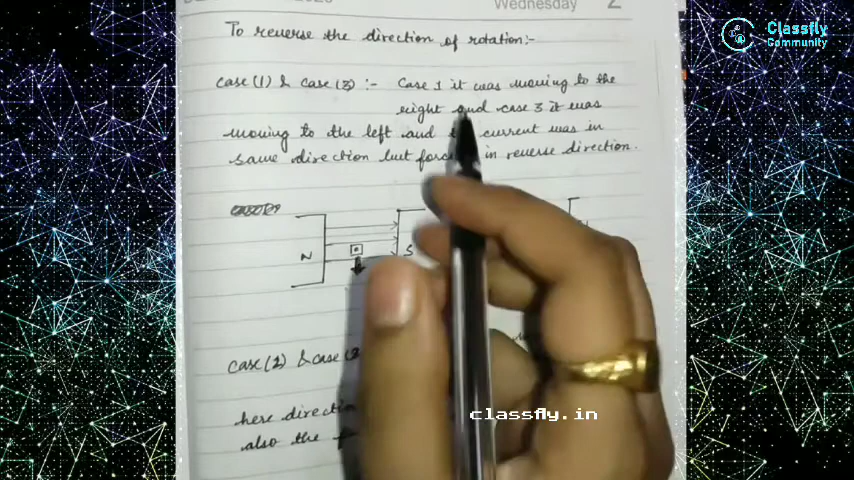 Wednesday 2
Classfly
Community
To reverse the direction of rotation:-
case(1) & case(3) :- Case 1 it was moving to the
right and case 3 it was
moving to the left and current was in
same direction but in reverse direction.
N S
case(2) & case
here direction
also the
classfly.in